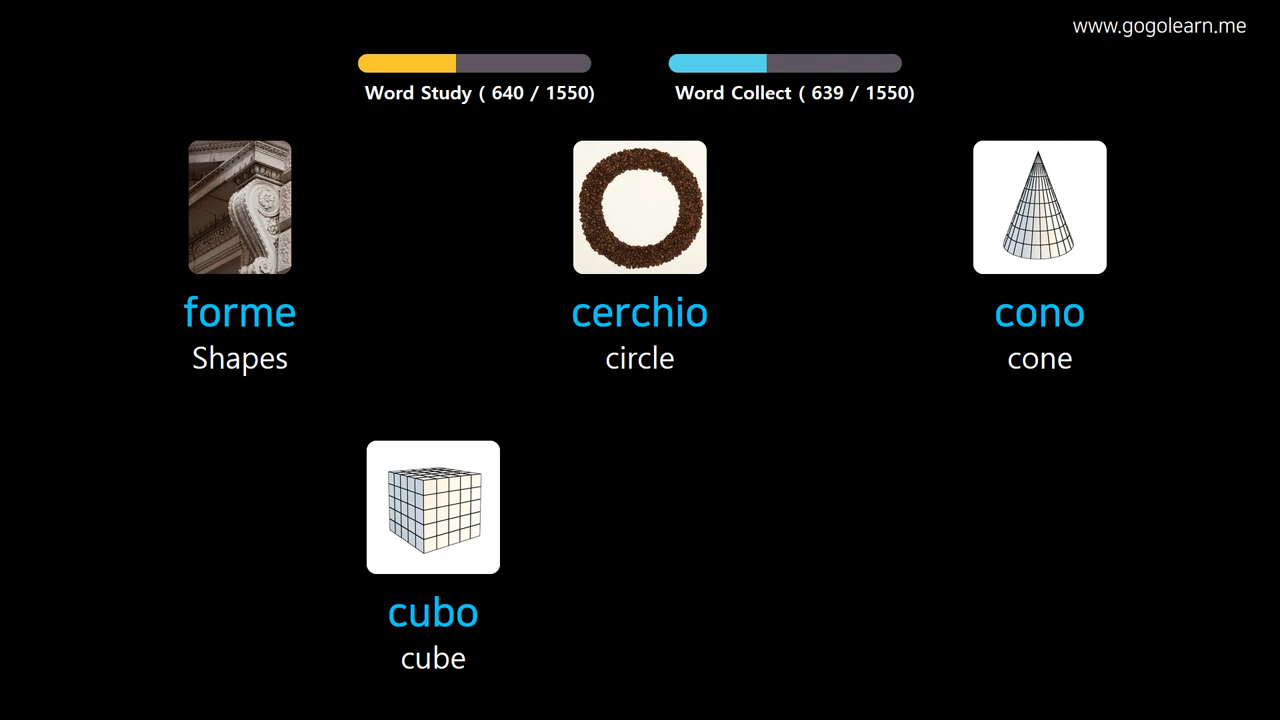 www.gogolearn.me
Word Study ( 640 / 1550)
Word Collect ( 639 / 1550)
forme
Shapes
cerchio
circle
cono
cone
cubo
cube